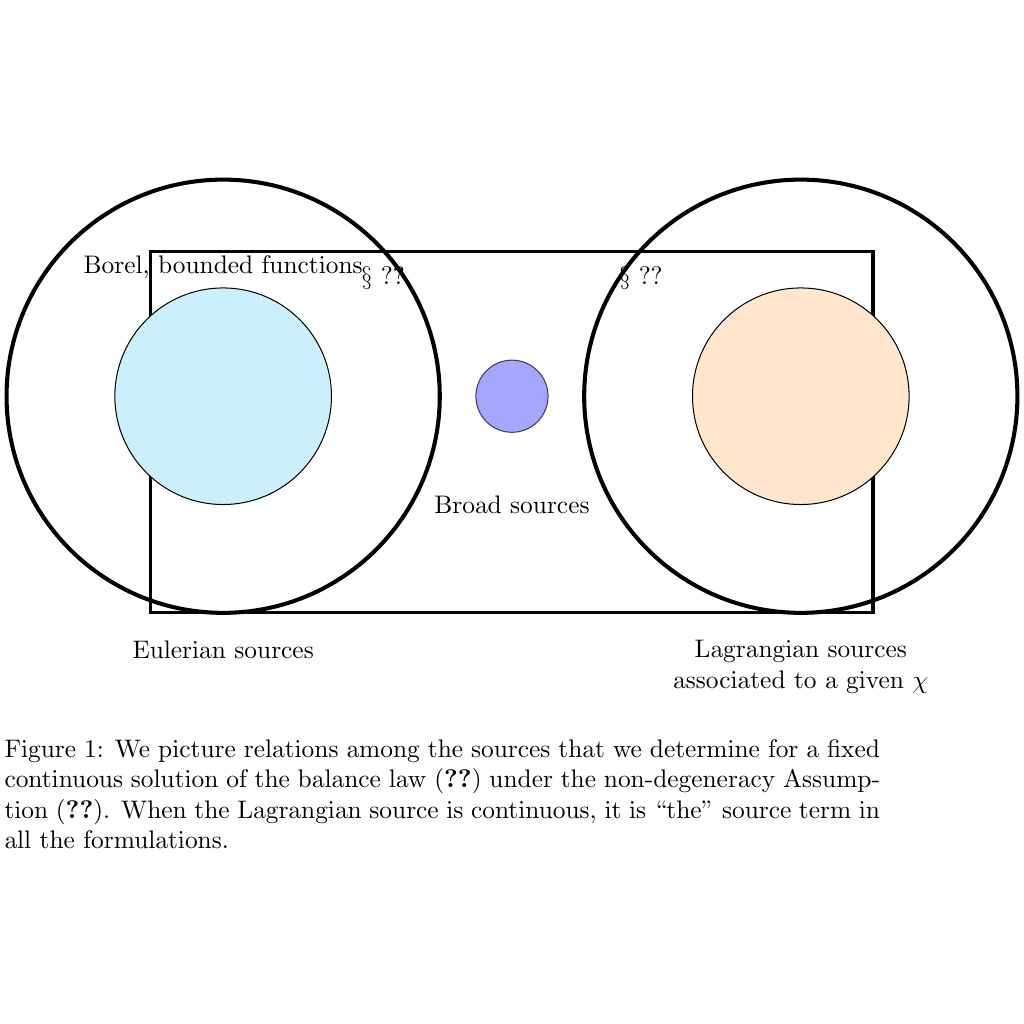 Borel, bounded functions
§ ??
§ ??
Broad sources
Eulerian sources
Lagrangian sources
associated to a given χ
Figure 1: We picture relations among the sources that we determine for a fixed
continuous solution of the balance law (??) under the non-degeneracy Assump-
tion (??). When the Lagrangian source is continuous, it is “the” source term in
all the formulations.